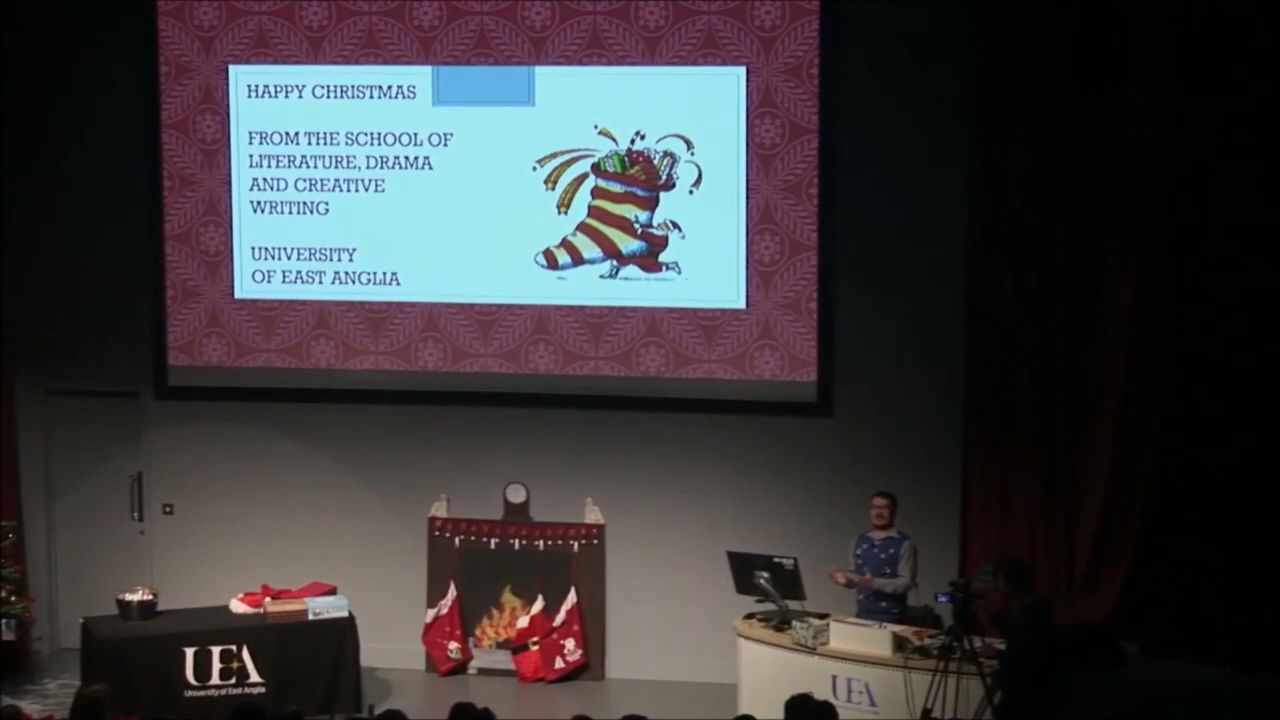 HAPPY CHRISTMAS
FROM THE SCHOOL OF
LITERATURE, DRAMA
AND CREATIVE
WRITING
UNIVERSITY
OF EAST ANGLIA
UEA
University of East Anglia
UEA